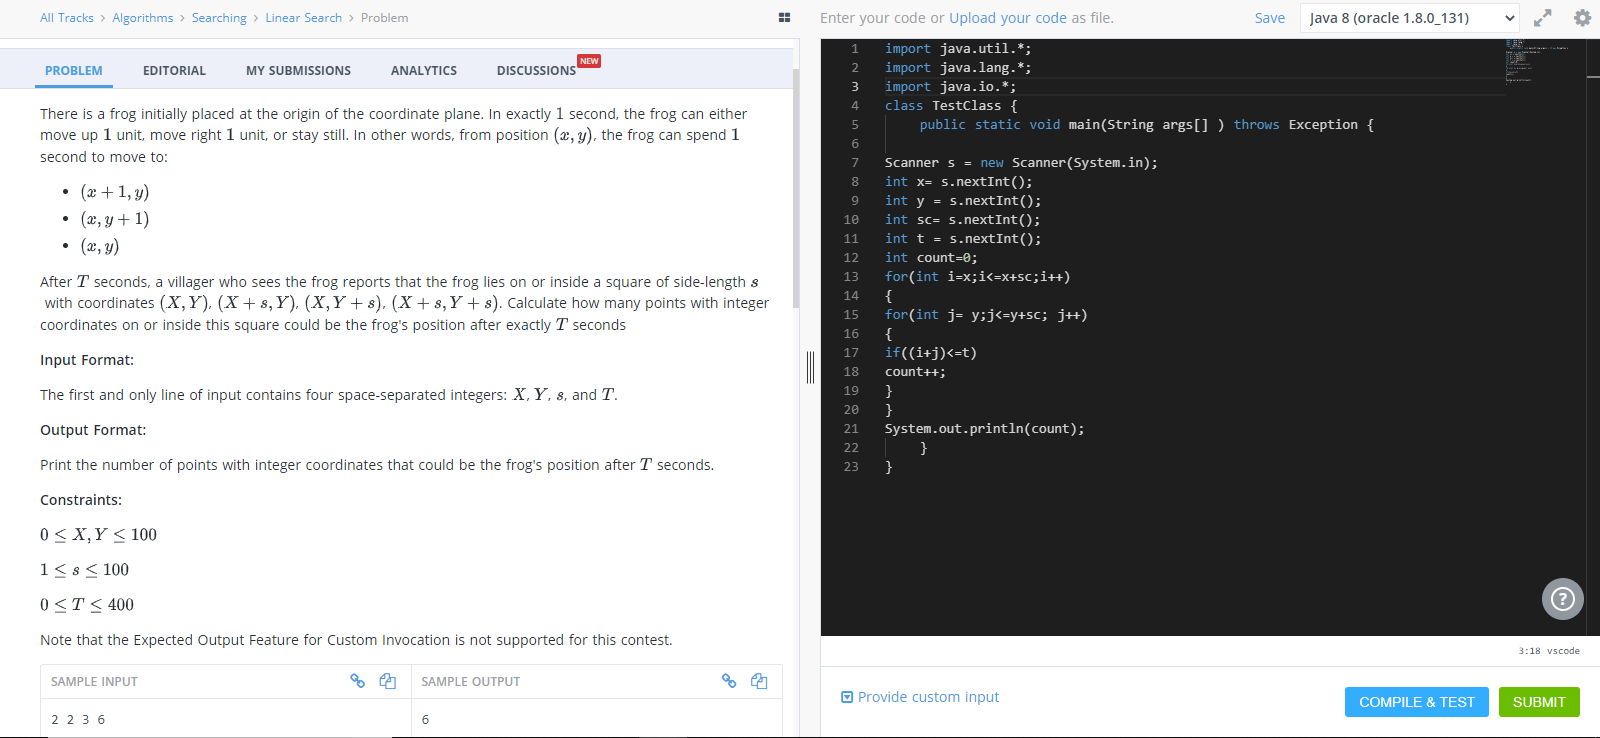 All Tracks > Algorithms > Searching > Linear Search > Problem
PROBLEM EDITORIAL MY SUBMISSIONS ANALYTICS DISCUSSIONS NEW
There is a frog initially placed at the origin of the coordinate plane. In exactly 1 second, the frog can either
move up 1 unit, move right 1 unit, or stay still. In other words, from position (x, y), the frog can spend 1
second to move to:
• (x + 1, y)
• (x, y + 1)
• (x, y)
After T seconds, a villager who sees the frog reports that the frog lies on or inside a square of side-length s
with coordinates (X, Y), (X + s, Y), (X, Y + s), (X + s, Y + s). Calculate how many points with integer
coordinates on or inside this square could be the frog's position after exactly T seconds
Input Format:
The first and only line of input contains four space-separated integers: X, Y, s, and T.
Output Format:
Print the number of points with integer coordinates that could be the frog's position after T seconds.
Constraints:
0 ≤ X, Y ≤ 100
1 ≤ s ≤ 100
0 ≤ T ≤ 400
Note that the Expected Output Feature for Custom Invocation is not supported for this contest.
SAMPLE INPUT
2 2 3 6
SAMPLE OUTPUT
6
Enter your code or Upload your code as file. Save Java 8 (oracle 1.8.0_131)
1 import java.util.*;
2 import java.lang.*;
3 import java.io.*;
4 class TestClass {
5 public static void main(String args[] ) throws Exception {
6
7 Scanner s = new Scanner(System.in);
8 int x= s.nextInt();
9 int y = s.nextInt();
10 int sc= s.nextInt();
11 int t = s.nextInt();
12 int count=0;
13 for(int i=x;i<=x+sc;i++)
14 {
15 for(int j= y;j<=y+sc; j++)
16 {
17 if((i+j)<=t)
18 count++;
19 }
20 }
21 System.out.println(count);
22 }
23 }
?
3:18 vscode
Provide custom input COMPILE & TEST SUBMIT